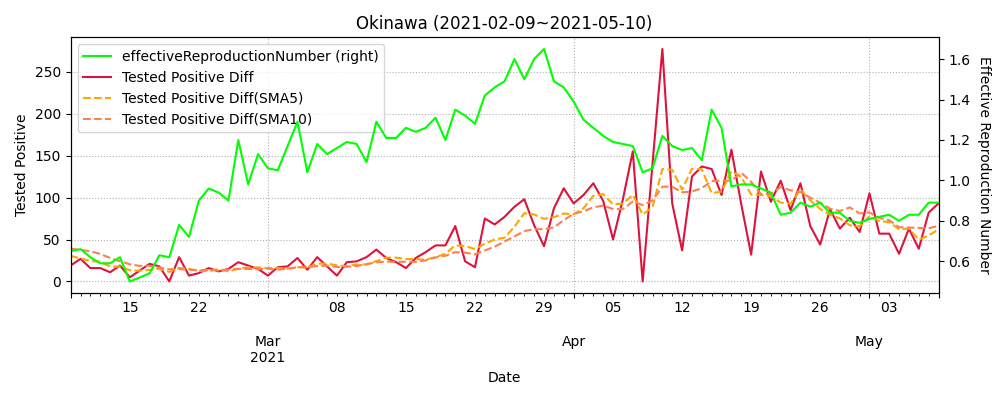 Okinawa (2021-02-09~2021-05-10)
effectiveReproductionNumber (right)
Tested Positive Diff
Tested Positive Diff(SMA5)
Tested Positive Diff(SMA10)
Tested Positive
250
200
150
100
50
0
1.6
1.4
1.2
1.0
0.8
0.6
Effective Reproduction Number
15 22 08 15 22 29 05 12 19 26 03
Mar Apr May
2021
Date